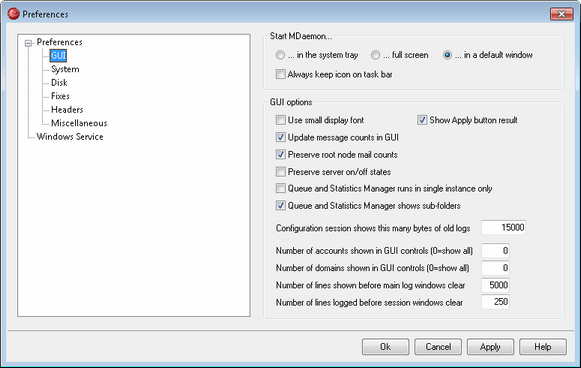 Preferences
Preferences
GUI
System
Disk
Fixes
Headers
Miscellaneous
Windows Service
Start MDaemon...
... in the system tray ... full screen ... in a default window
Always keep icon on task bar
GUI options
Use small display font Show Apply button result
Update message counts in GUI
Preserve root node mail counts
Preserve server on/off states
Queue and Statistics Manager runs in single instance only
Queue and Statistics Manager shows sub-folders
Configuration session shows this many bytes of old logs 15000
Number of accounts shown in GUI controls (0=show all) 0
Number of domains shown in GUI controls (0=show all) 0
Number of lines shown before main log windows clear 5000
Number of lines logged before session windows clear 250
Ok Cancel Apply Help